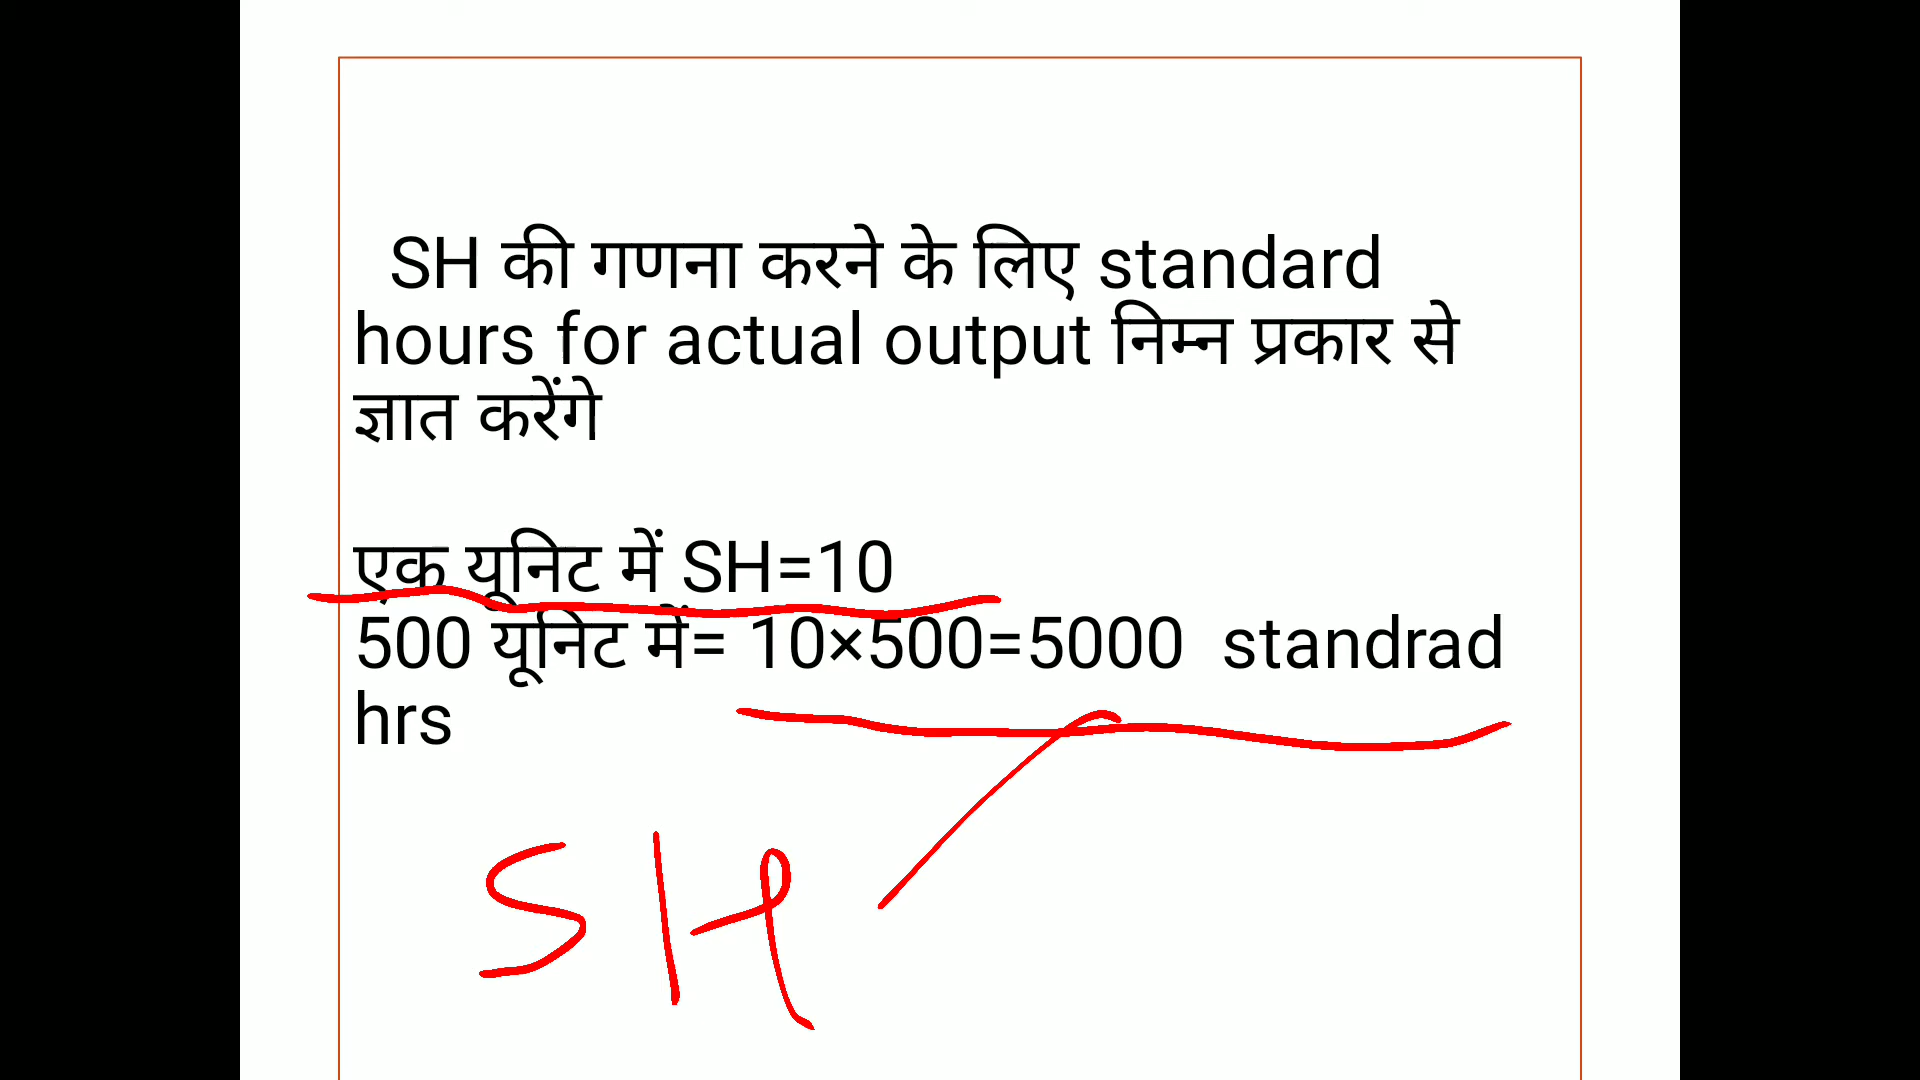 SH की गणना करने के लिए standard
hours for actual output निम्न प्रकार से
ज्ञात करेंगे
एक यूनिट में SH=10
500 यूनिट में= 10×500=5000 standrad
hrs
SH